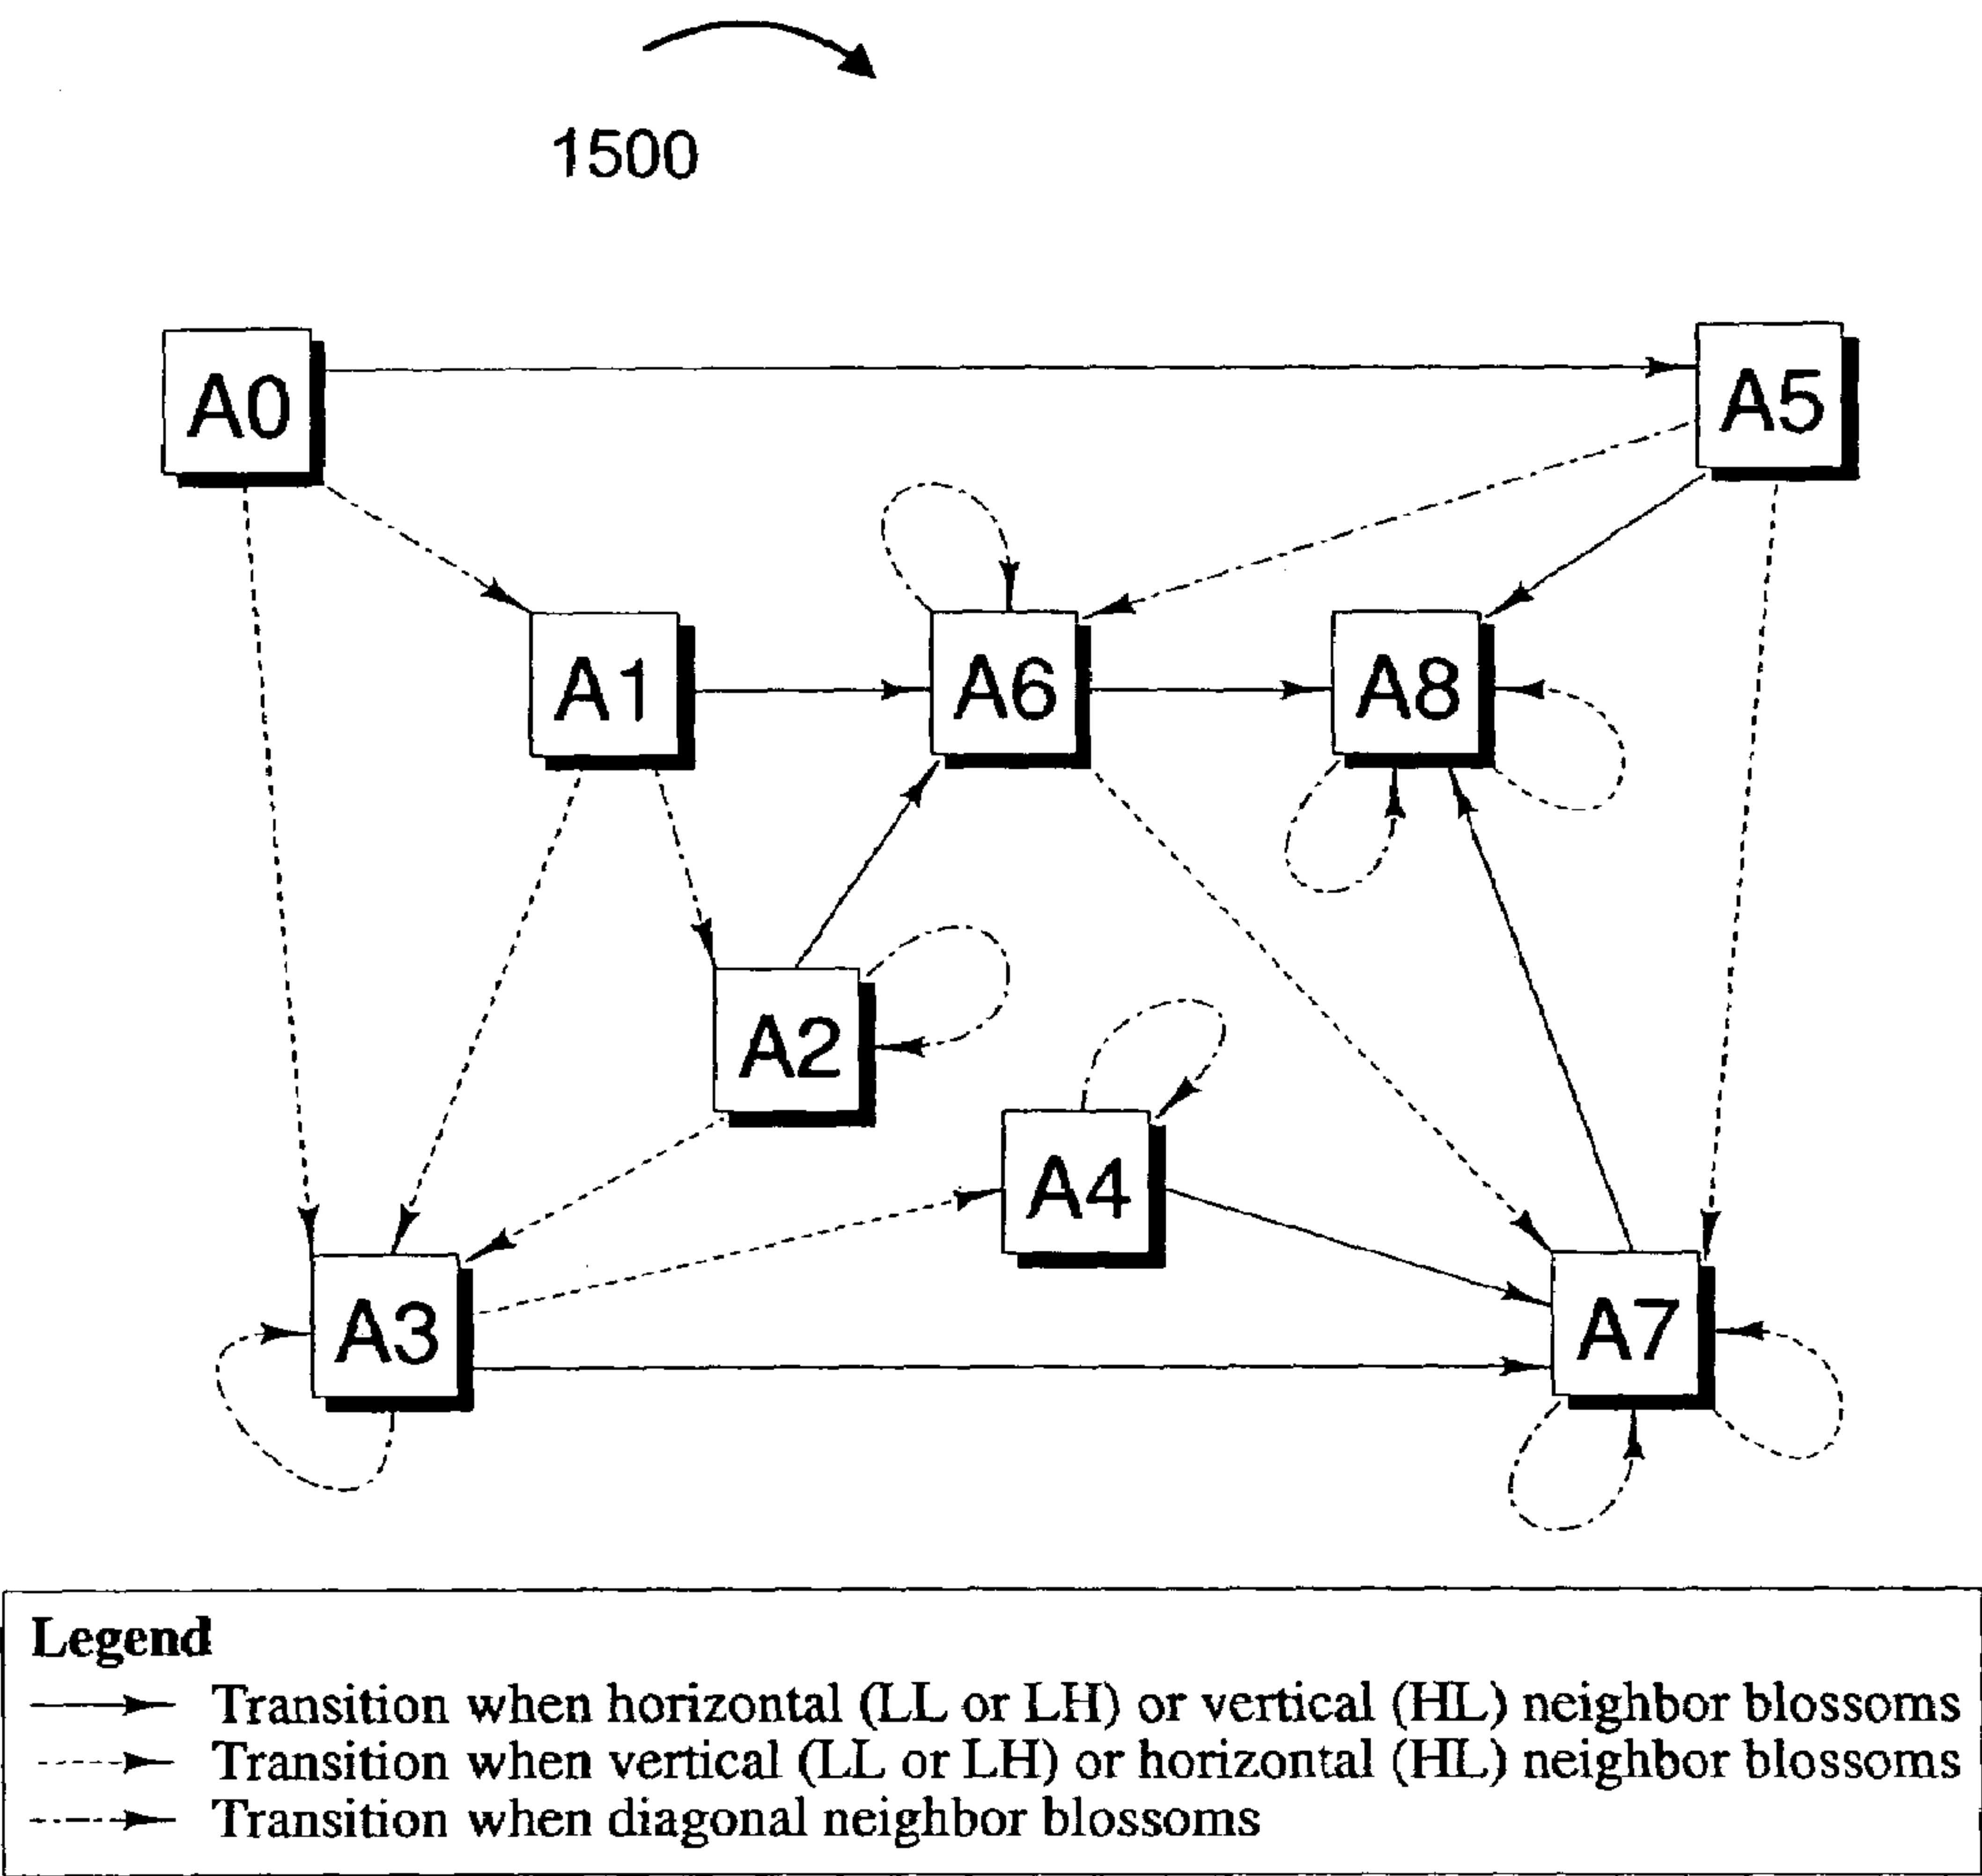 1500
A0
A5
A1
A6
A8
A2
A4
A3
A7
Legend
Transition when horizontal (LL or LH) or vertical (HL) neighbor blossoms
Transition when vertical (LL or LH) or horizontal (HL) neighbor blossoms
Transition when diagonal neighbor blossoms